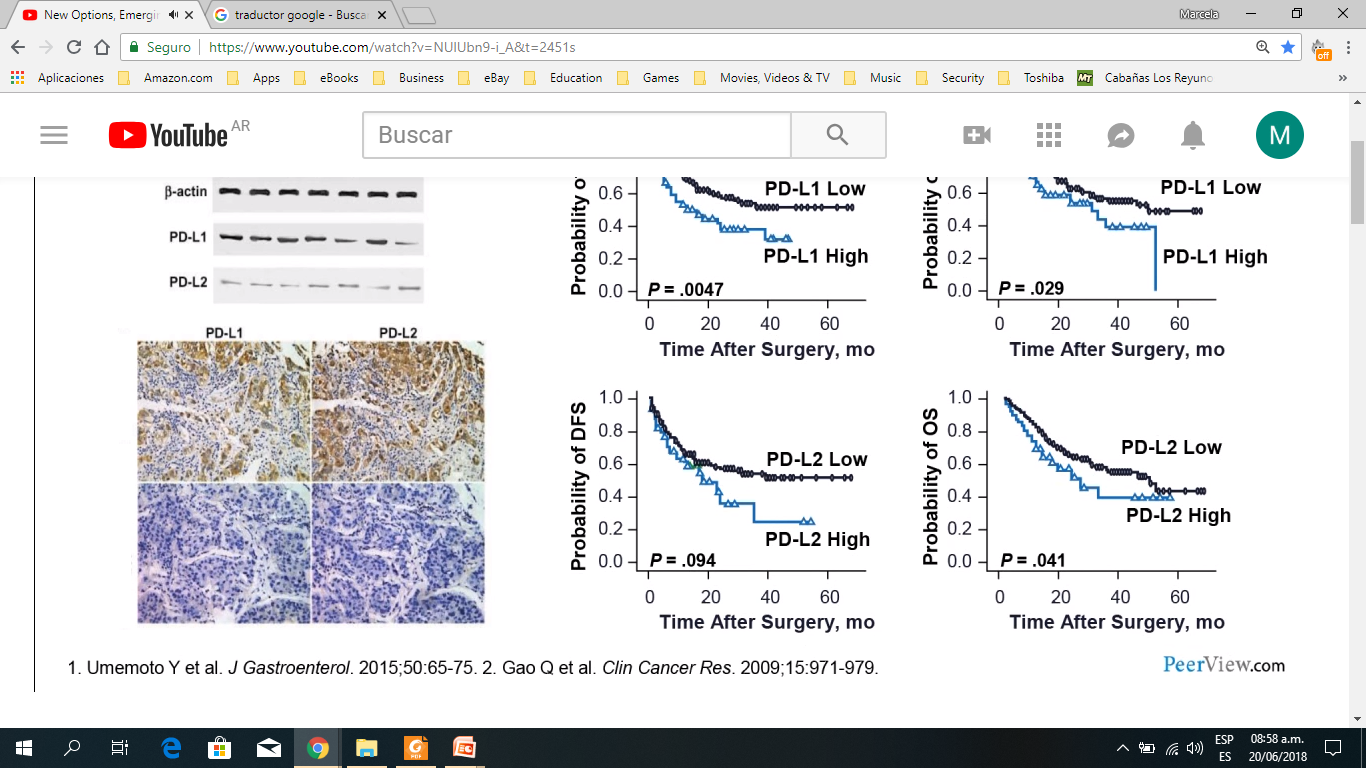 New Options, Emergin
traductor google - Busca
Marcela
Seguro
https://www.youtube.com/watch?v=NUIUbn9-i_A&t=2451s
off
Aplicaciones
Amazon.com
Apps
eBooks
Business
eBay
Education
Games
Movies, Videos & TV
Music
Security
Toshiba
MT
Cabañas Los Reyuno
»
YouTube AR
Buscar
M
β-actin
PD-L1
PD-L2
PD-L1
PD-L2
Probability o
0.6
0.4
0.2
0.0
PD-L1 Low
PD-L1 High
P = .0047
0 20 40 60
Time After Surgery, mo
Probability o
0.6
0.4
0.2
0.0
PD-L1 Low
PD-L1 High
P = .029
0 20 40 60
Time After Surgery, mo
Probability of DFS
1.0
0.8
0.6
0.4
0.2
0.0
PD-L2 Low
PD-L2 High
P = .094
0 20 40 60
Time After Surgery, mo
Probability of OS
1.0
0.8
0.6
0.4
0.2
0.0
PD-L2 Low
PD-L2 High
P = .041
0 20 40 60
Time After Surgery, mo
1. Umemoto Y et al. J Gastroenterol. 2015;50:65-75. 2. Gao Q et al. Clin Cancer Res. 2009;15:971-979.
PeerView.com
PDF
ESP
ES
08:58 a.m.
20/06/2018